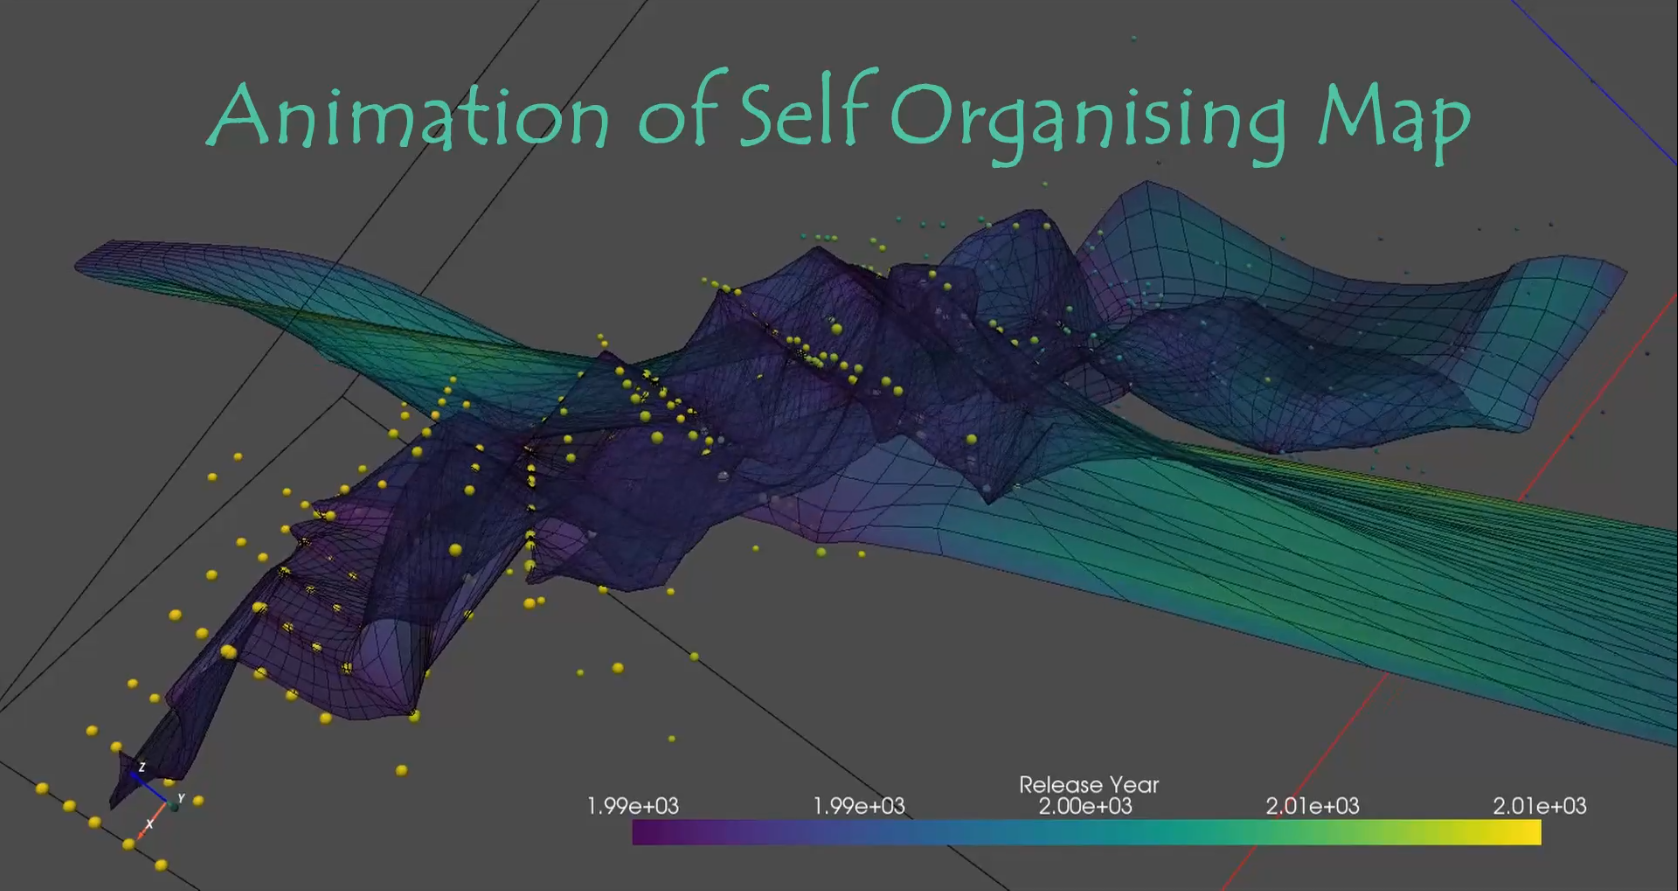 Animation of Self Organising Map
Z
Y
X
Release Year
1.99e+03 1.99e+03 2.00e+03 2.01e+03 2.01e+03